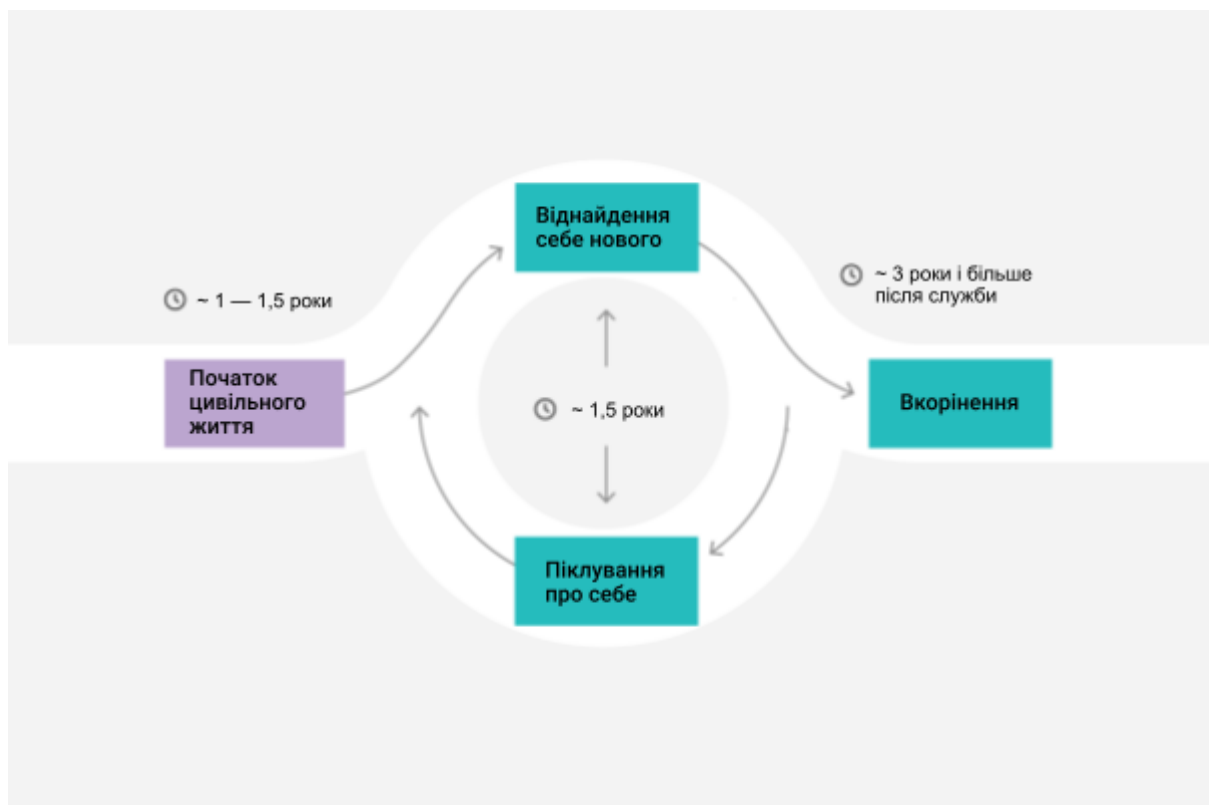 Віднайдення
себе нового
~ 1 — 1,5 роки
~ 3 роки і більше
після служби
Початок
цивільного
життя
~ 1,5 роки
Вкорінення
Піклування
про себе